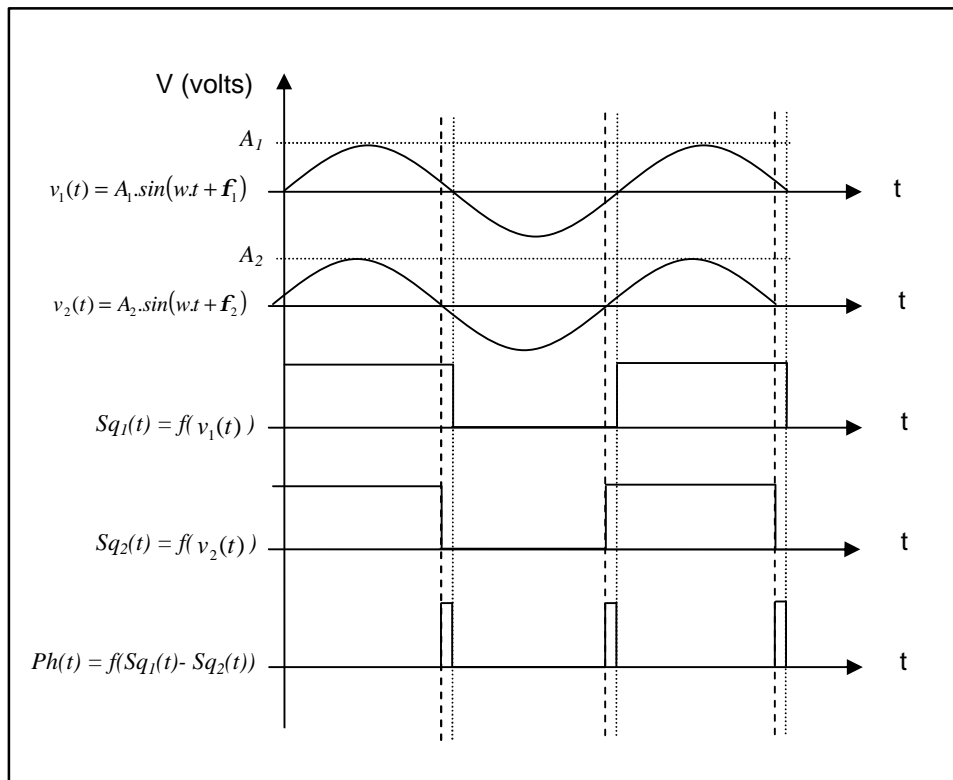 V (volts)
A₁
v₁(t) = A₁.sin(w.t + f₁)
t
A₂
v₂(t) = A₂.sin(w.t + f₂)
t
Sq₁(t) = f( v₁(t) )
t
Sq₂(t) = f( v₂(t) )
t
Ph(t) = f(Sq₁(t)- Sq₂(t))
t